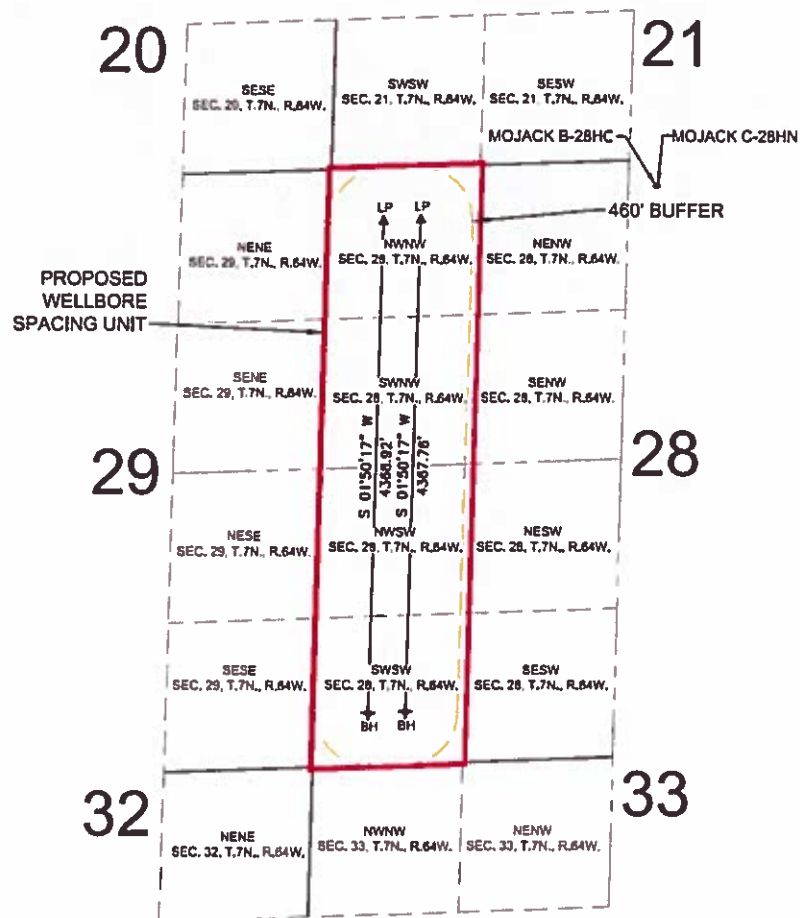 20
21
SESE
SEC. 20, T.7N., R.64W.
SWSW
SEC. 21, T.7N., R.64W.
SESW
SEC. 21, T.7N., R.64W.
MOJACK B-28HC
MOJACK C-28HN
460' BUFFER
LP
LP
NENE
SEC. 29, T.7N., R.64W.
NWNW
SEC. 28, T.7N., R.64W.
NENW
SEC. 28, T.7N., R.64W.
PROPOSED
WELLBORE
SPACING UNIT
SENE
SEC. 29, T.7N., R.64W.
SWNW
SEC. 28, T.7N., R.64W.
SENW
SEC. 28, T.7N., R.64W.
29
S 01°50'17" W
4368.92'
S 01°50'17" W
4367.76'
28
NESE
SEC. 29, T.7N., R.64W.
NWSW
SEC. 28, T.7N., R.64W.
NESW
SEC. 28, T.7N., R.64W.
SESE
SEC. 29, T.7N., R.64W.
SWSW
SEC. 28, T.7N., R.64W.
SESW
SEC. 28, T.7N., R.64W.
BH
BH
32
33
NENE
SEC. 32, T.7N., R.64W.
NWNW
SEC. 33, T.7N., R.64W.
NENW
SEC. 33, T.7N., R.64W.